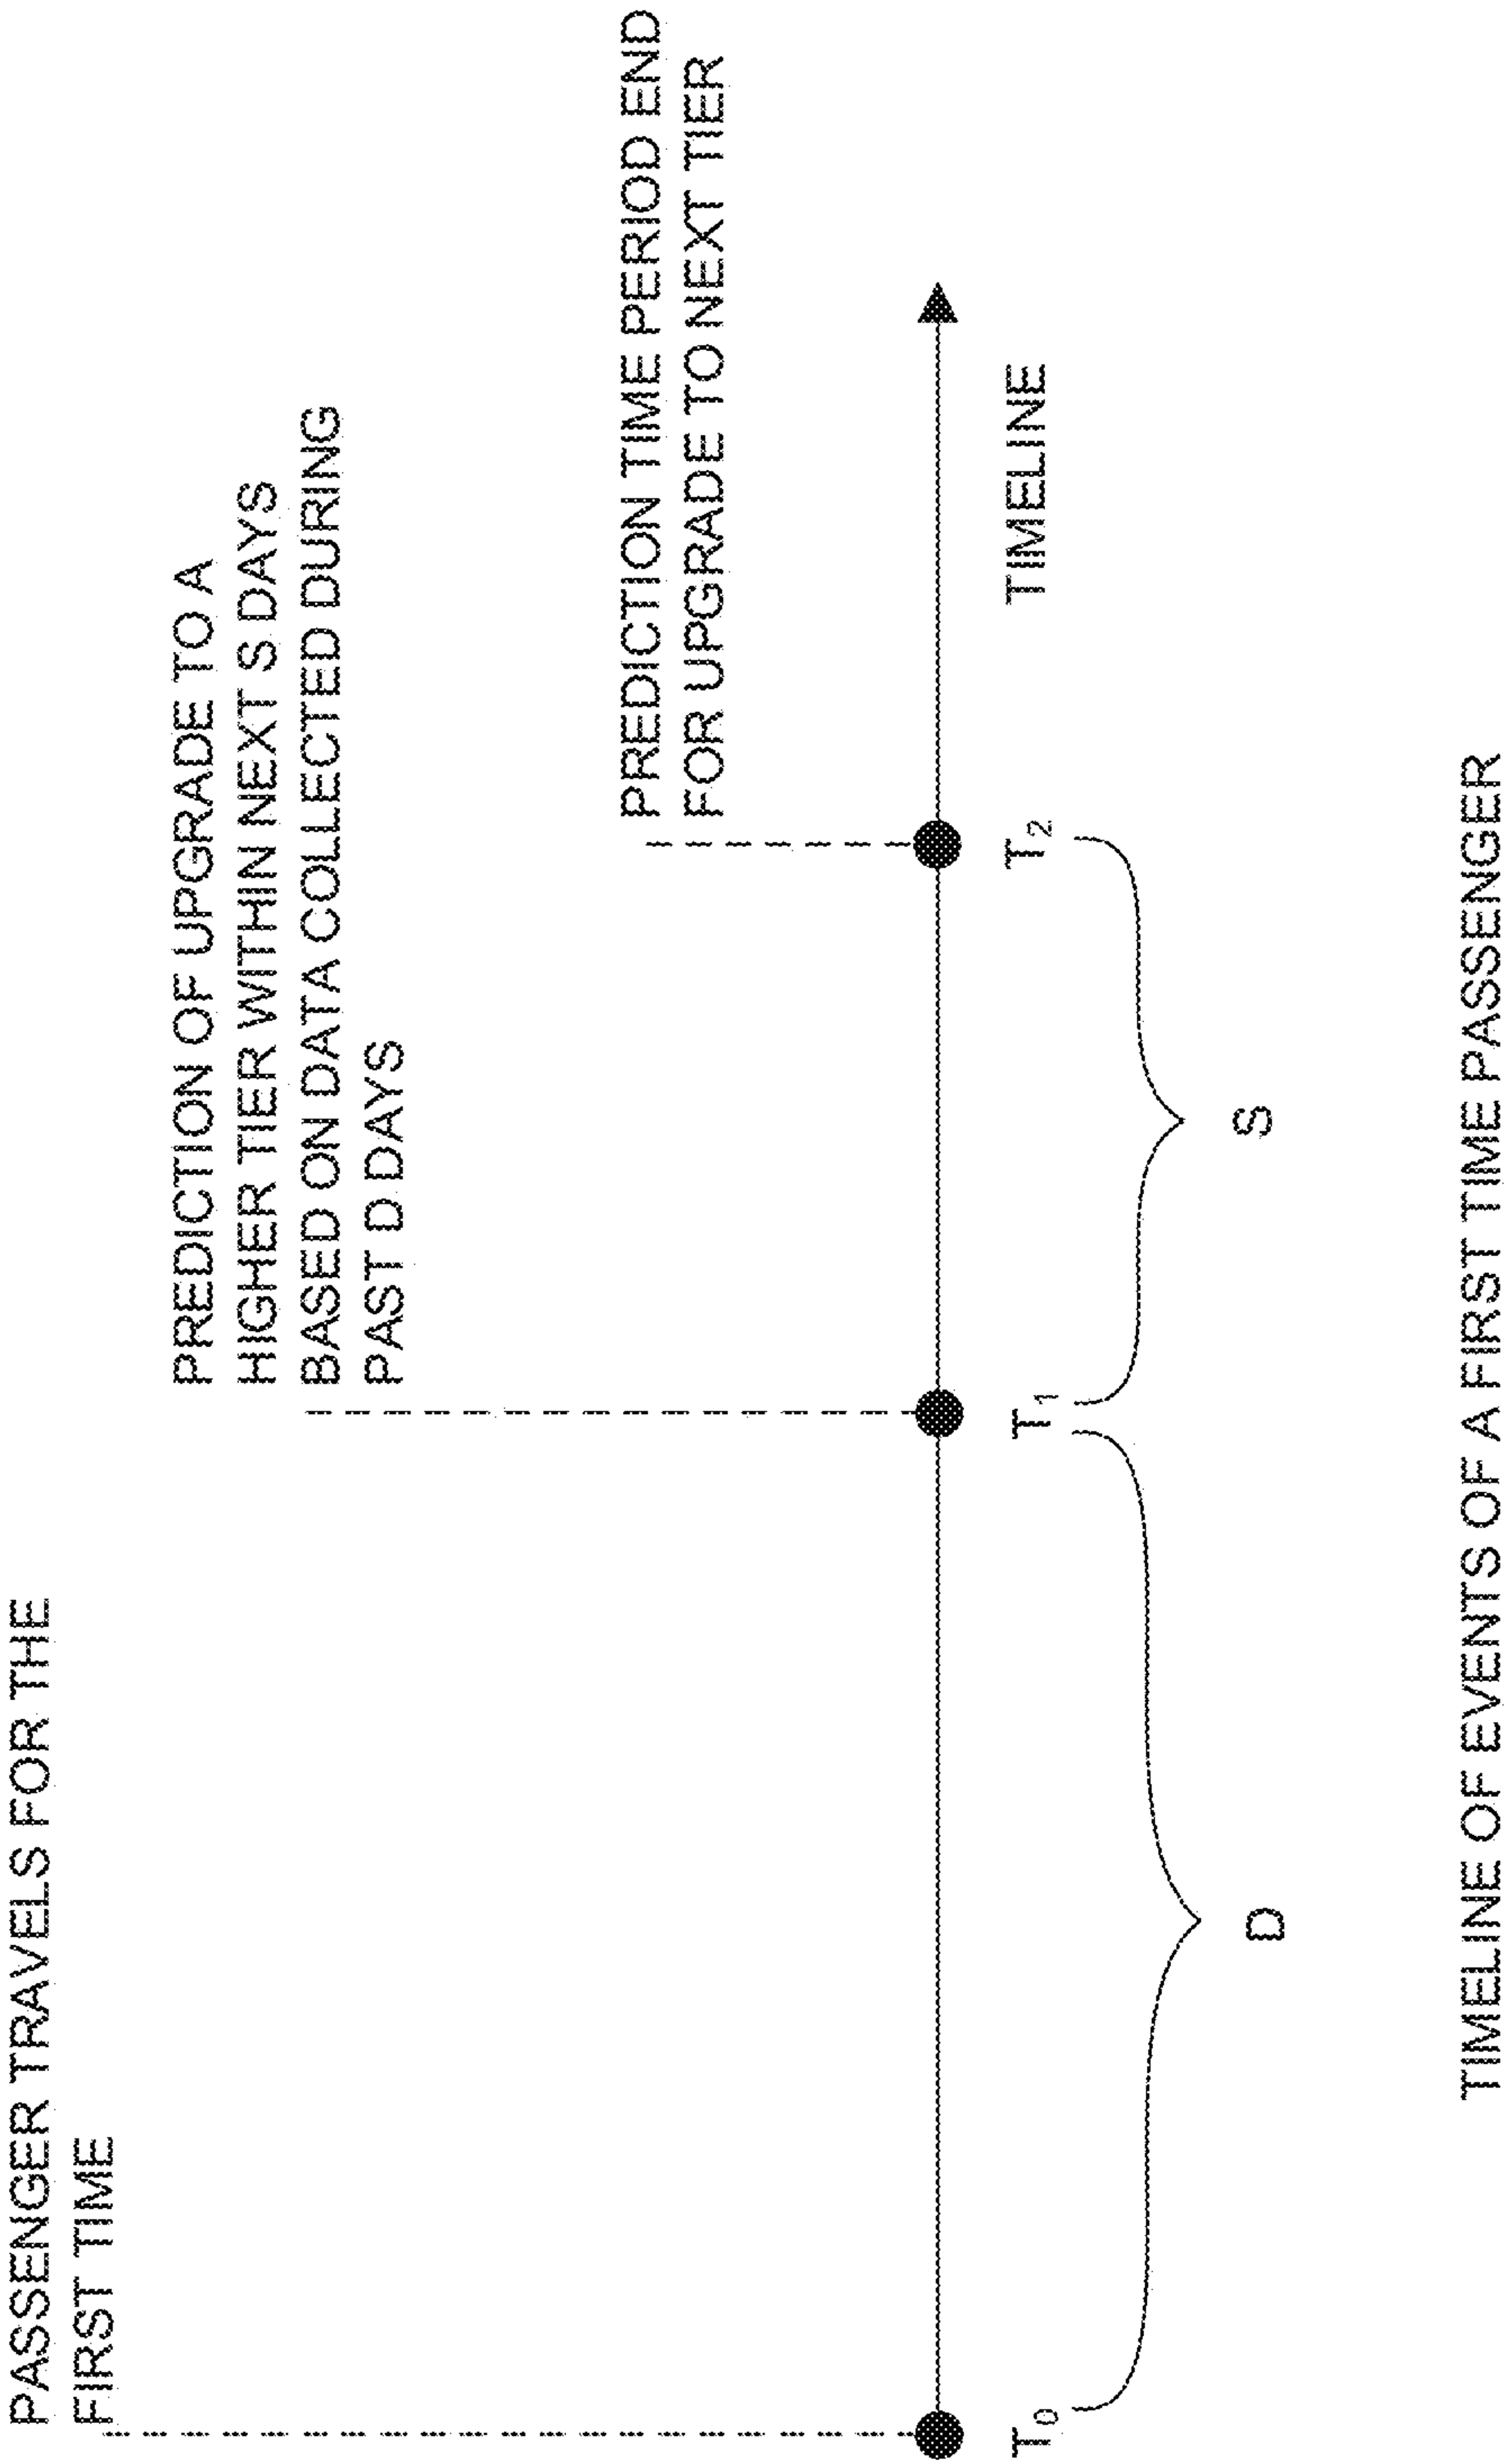 PASSENGER TRAVELS FOR THE
FIRST TIME
PREDICTION OF UPGRADE TO A
HIGHER TIER WITHIN NEXT S DAYS
BASED ON DATA COLLECTED DURING
PAST D DAYS
PREDICTION TIME PERIOD END
FOR UPGRADE TO NEXT TIER
T0
T1
T2
TIMELINE
D
S
TIMELINE OF EVENTS OF A FIRST TIME PASSENGER